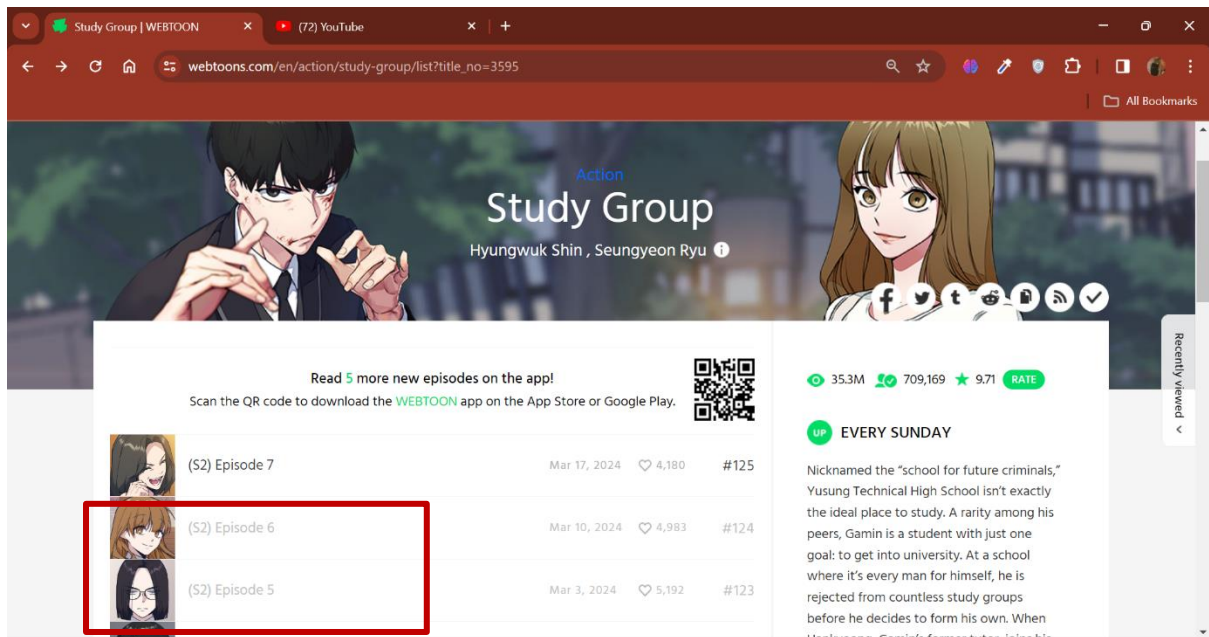 Study Group | WEBTOON
(72) YouTube
webtoons.com/en/action/study-group/list?title_no=3595
All Bookmarks
Action
Study Group
Hyungwuk Shin , Seungyeon Ryu
Recently viewed
Read 5 more new episodes on the app!
Scan the QR code to download the WEBTOON app on the App Store or Google Play.
(S2) Episode 7 Mar 17, 2024 4,180 #125
(S2) Episode 6 Mar 10, 2024 4,983 #124
(S2) Episode 5 Mar 3, 2024 5,192 #123
35.3M 709,169 9.71 RATE
UP EVERY SUNDAY
Nicknamed the “school for future criminals,”
Yusung Technical High School isn’t exactly
the ideal place to study. A rarity among his
peers, Gamin is a student with just one
goal: to get into university. At a school
where it’s every man for himself, he is
rejected from countless study groups
before he decides to form his own. When